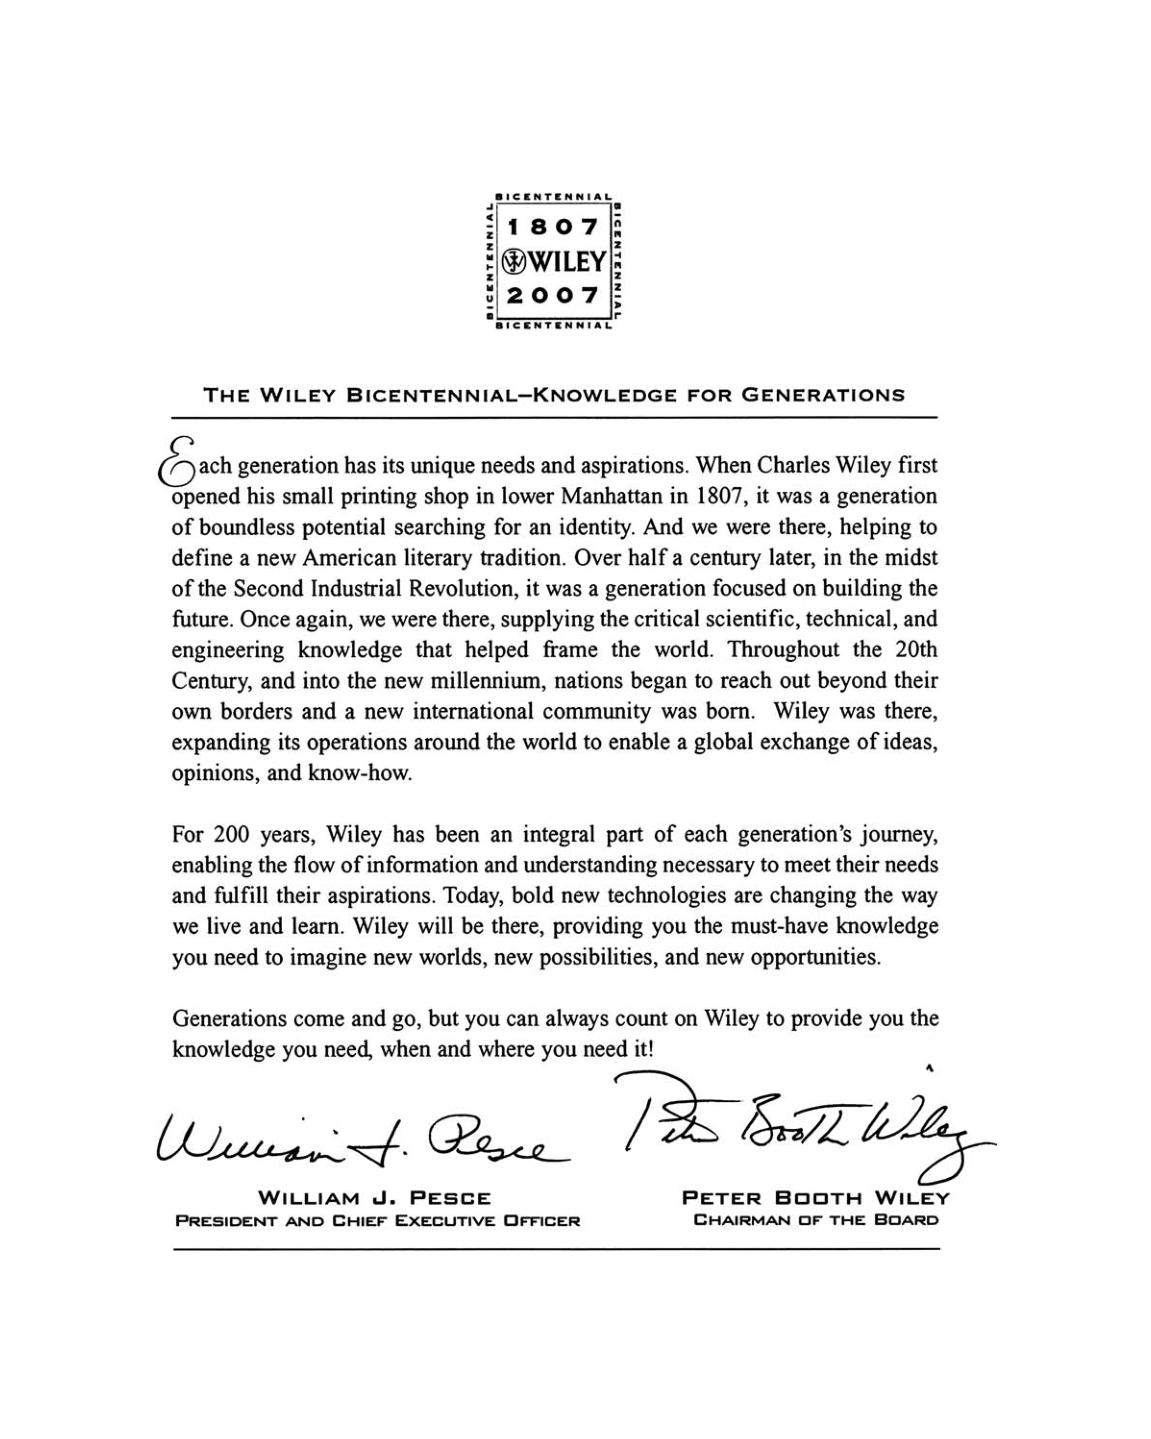 BICENTENNIAL
BICENTENNIAL
1807
WILEY
2007
BICENTENNIAL
BICENTENNIAL
THE WILEY BICENTENNIAL–KNOWLEDGE FOR GENERATIONS
Each generation has its unique needs and aspirations. When Charles Wiley first
opened his small printing shop in lower Manhattan in 1807, it was a generation
of boundless potential searching for an identity. And we were there, helping to
define a new American literary tradition. Over half a century later, in the midst
of the Second Industrial Revolution, it was a generation focused on building the
future. Once again, we were there, supplying the critical scientific, technical, and
engineering knowledge that helped frame the world. Throughout the 20th
Century, and into the new millennium, nations began to reach out beyond their
own borders and a new international community was born. Wiley was there,
expanding its operations around the world to enable a global exchange of ideas,
opinions, and know-how.
For 200 years, Wiley has been an integral part of each generation's journey,
enabling the flow of information and understanding necessary to meet their needs
and fulfill their aspirations. Today, bold new technologies are changing the way
we live and learn. Wiley will be there, providing you the must-have knowledge
you need to imagine new worlds, new possibilities, and new opportunities.
Generations come and go, but you can always count on Wiley to provide you the
knowledge you need, when and where you need it!
William J. Pesce
Peter Booth Wiley
WILLIAM J. PESCE
PRESIDENT AND CHIEF EXECUTIVE OFFICER
PETER BOOTH WILEY
CHAIRMAN OF THE BOARD